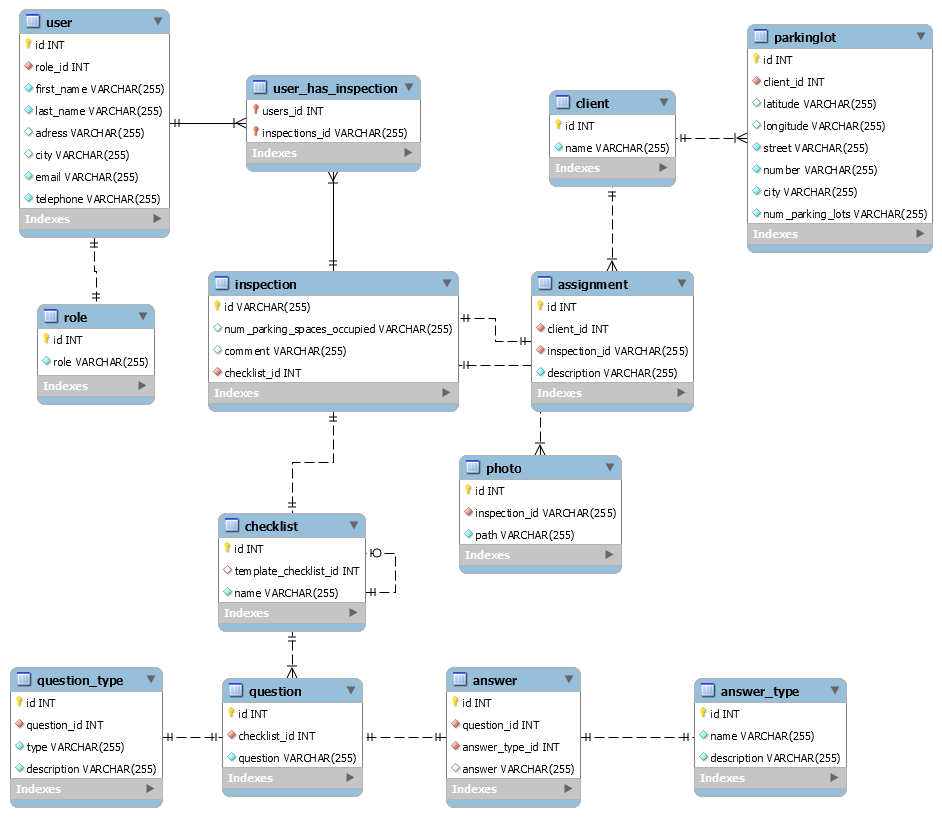 user
id INT
role_id INT
first_name VARCHAR(255)
last_name VARCHAR(255)
adress VARCHAR(255)
city VARCHAR(255)
email VARCHAR(255)
telephone VARCHAR(255)
Indexes
user_has_inspection
users_id INT
inspections_id VARCHAR(255)
Indexes
client
id INT
name VARCHAR(255)
Indexes
parkinglot
id INT
client_id INT
latitude VARCHAR(255)
longitude VARCHAR(255)
street VARCHAR(255)
number VARCHAR(255)
city VARCHAR(255)
num_parking_lots VARCHAR(255)
Indexes
role
id INT
role VARCHAR(255)
Indexes
inspection
id VARCHAR(255)
num_parking_spaces_occupied VARCHAR(255)
comment VARCHAR(255)
checklist_id INT
Indexes
assignment
id INT
client_id INT
inspection_id VARCHAR(255)
description VARCHAR(255)
Indexes
photo
id INT
inspection_id VARCHAR(255)
path VARCHAR(255)
Indexes
checklist
id INT
template_checklist_id INT
name VARCHAR(255)
Indexes
question_type
id INT
question_id INT
type VARCHAR(255)
description VARCHAR(255)
Indexes
question
id INT
checklist_id INT
question VARCHAR(255)
Indexes
answer
id INT
question_id INT
answer_type_id INT
answer VARCHAR(255)
Indexes
answer_type
id INT
name VARCHAR(255)
description VARCHAR(255)
Indexes